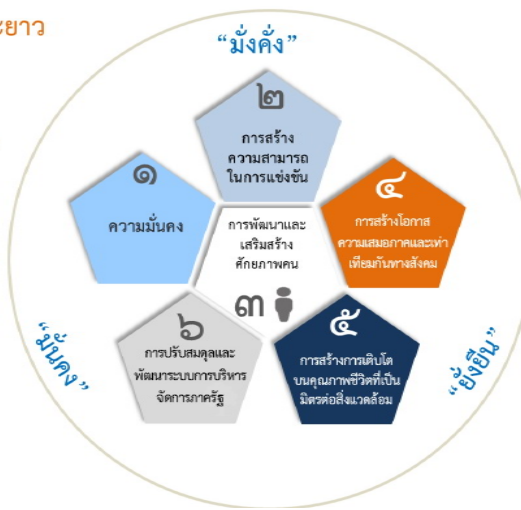 ะยาว
“มั่งคั่ง”
๒
การสร้าง
ความสามารถ
ในการแข่งขัน
๑
ความมั่นคง
๔
การสร้างโอกาส
ความเสมอภาคและเท่า
เทียมกันทางสังคม
การพัฒนาและ
เสริมสร้าง
ศักยภาพคน
๓
๖
การปรับสมดุลและ
พัฒนาระบบการบริหาร
จัดการภาครัฐ
๕
การสร้างการเติบโต
บนคุณภาพชีวิตที่เป็น
มิตรต่อสิ่งแวดล้อม
“มั่นคง”
“ยั่งยืน”